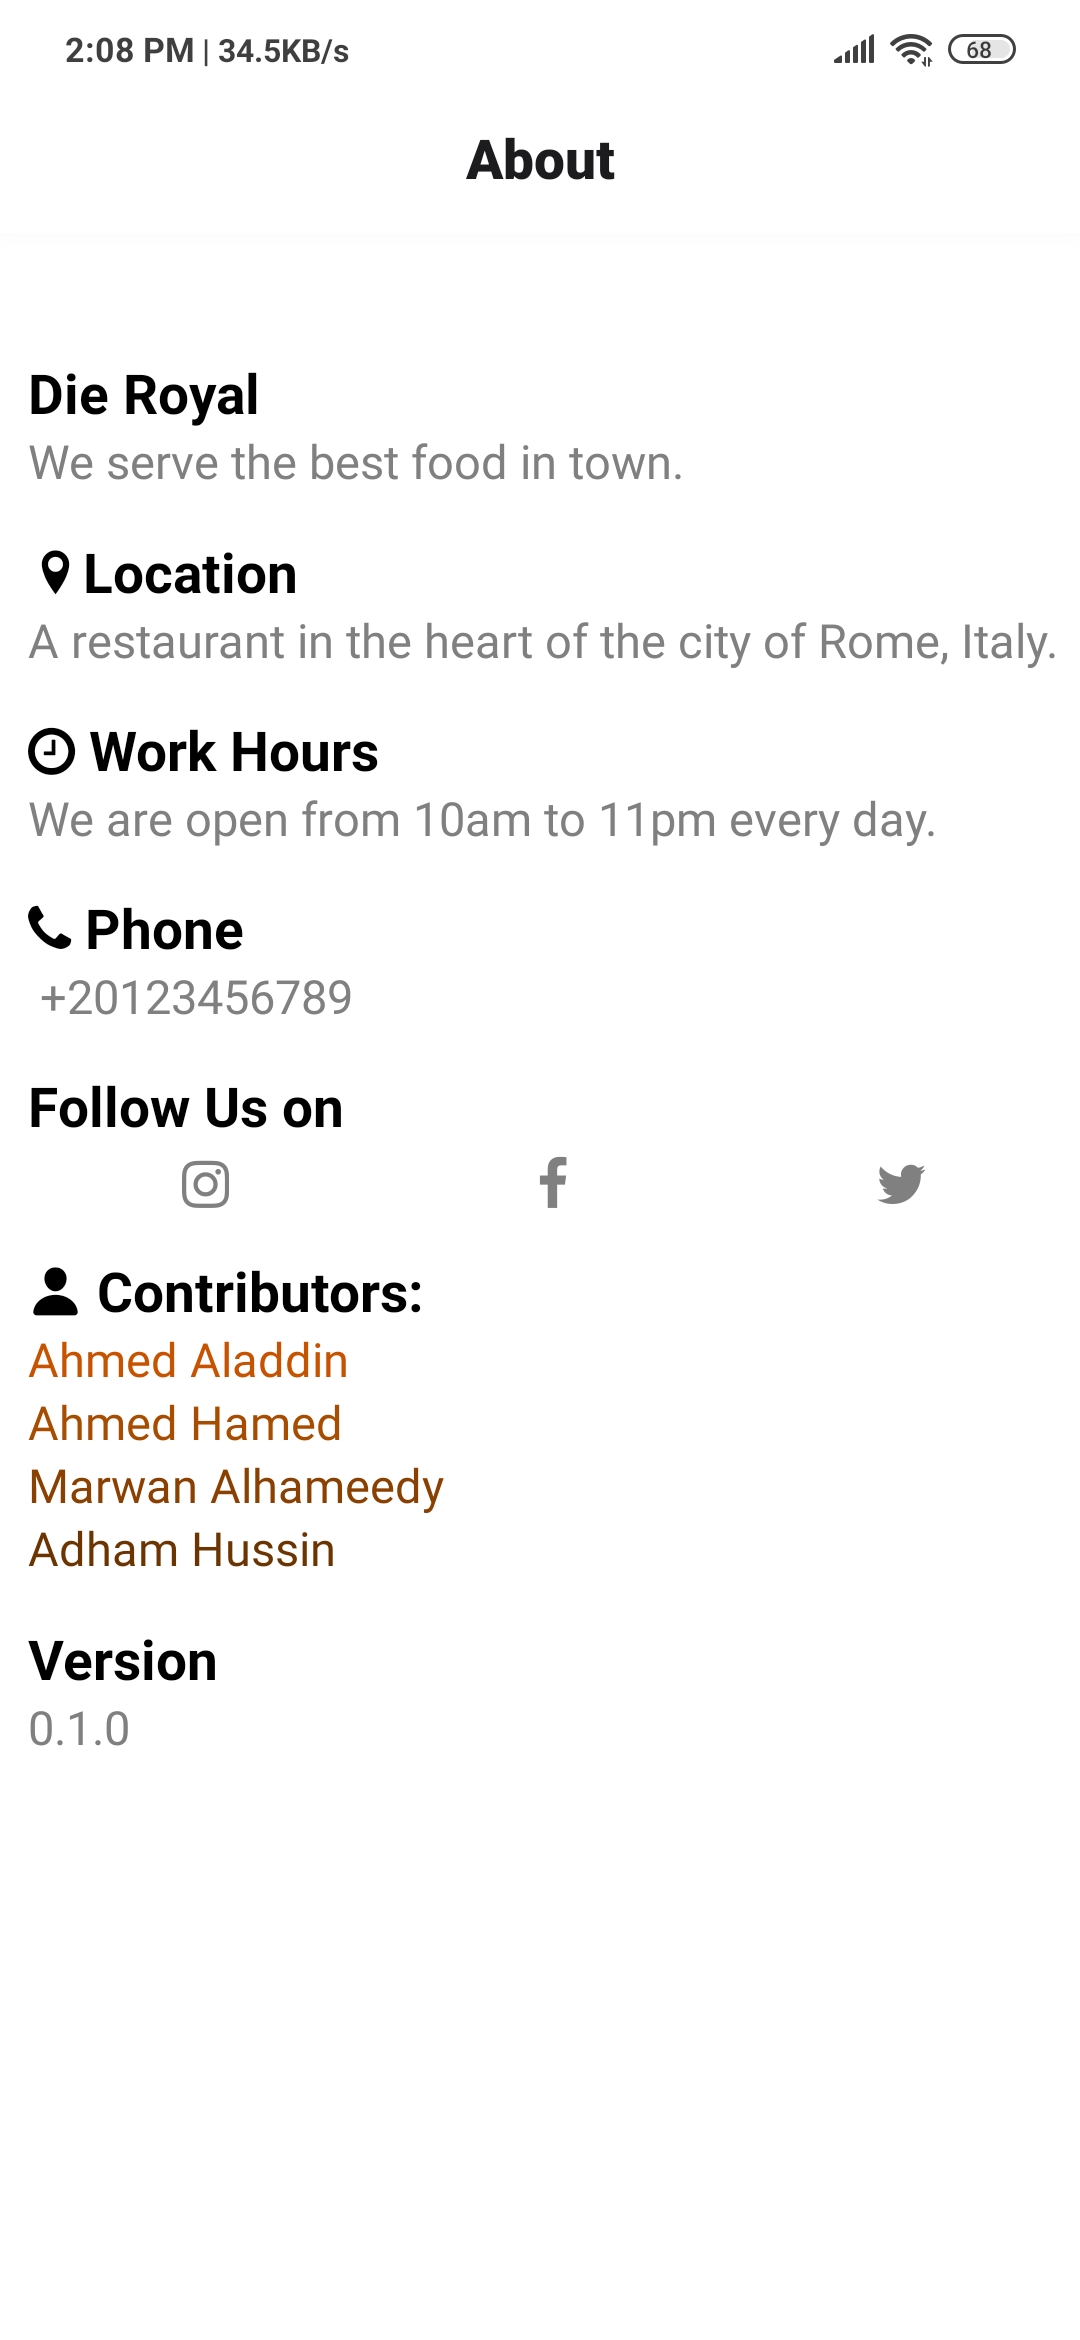 2:08 PM | 34.5KB/s 68
About
Die Royal
We serve the best food in town.
Location
A restaurant in the heart of the city of Rome, Italy.
Work Hours
We are open from 10am to 11pm every day.
Phone
+20123456789
Follow Us on
Contributors:
Ahmed Aladdin
Ahmed Hamed
Marwan Alhameedy
Adham Hussin
Version
0.1.0